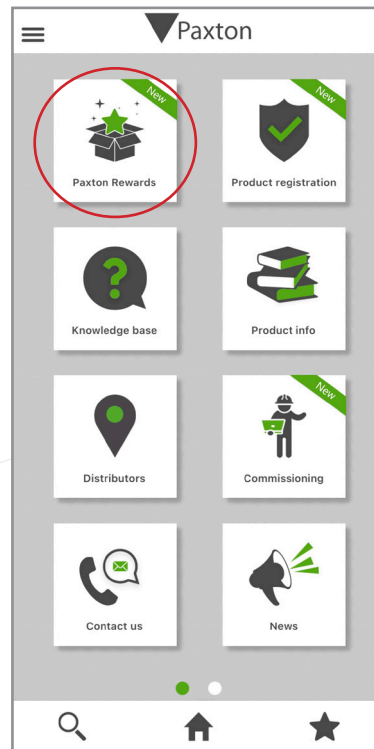 Paxton
New
New
Paxton Rewards
Product registration
Knowledge base
Product info
New
Distributors
Commissioning
Contact us
News